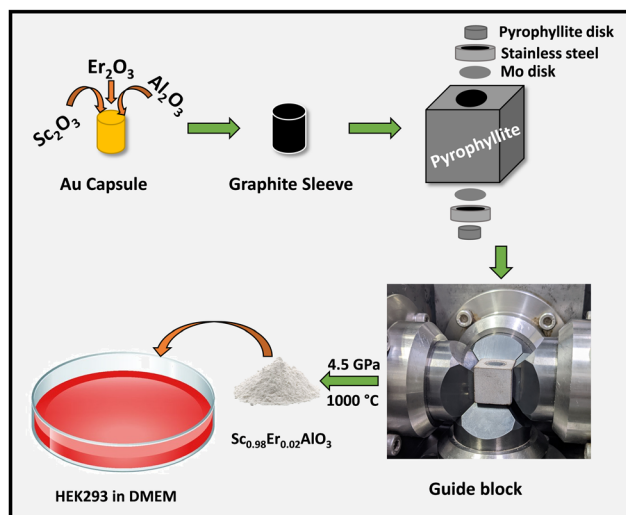 Er₂O₃
Sc₂O₃
Al₂O₃
Au Capsule
Graphite Sleeve
Pyrophyllite disk
Stainless steel
Mo disk
Pyrophyllite
4.5 GPa
1000 °C
Sc₀.₉₈Er₀.₀₂AlO₃
HEK293 in DMEM
Guide block